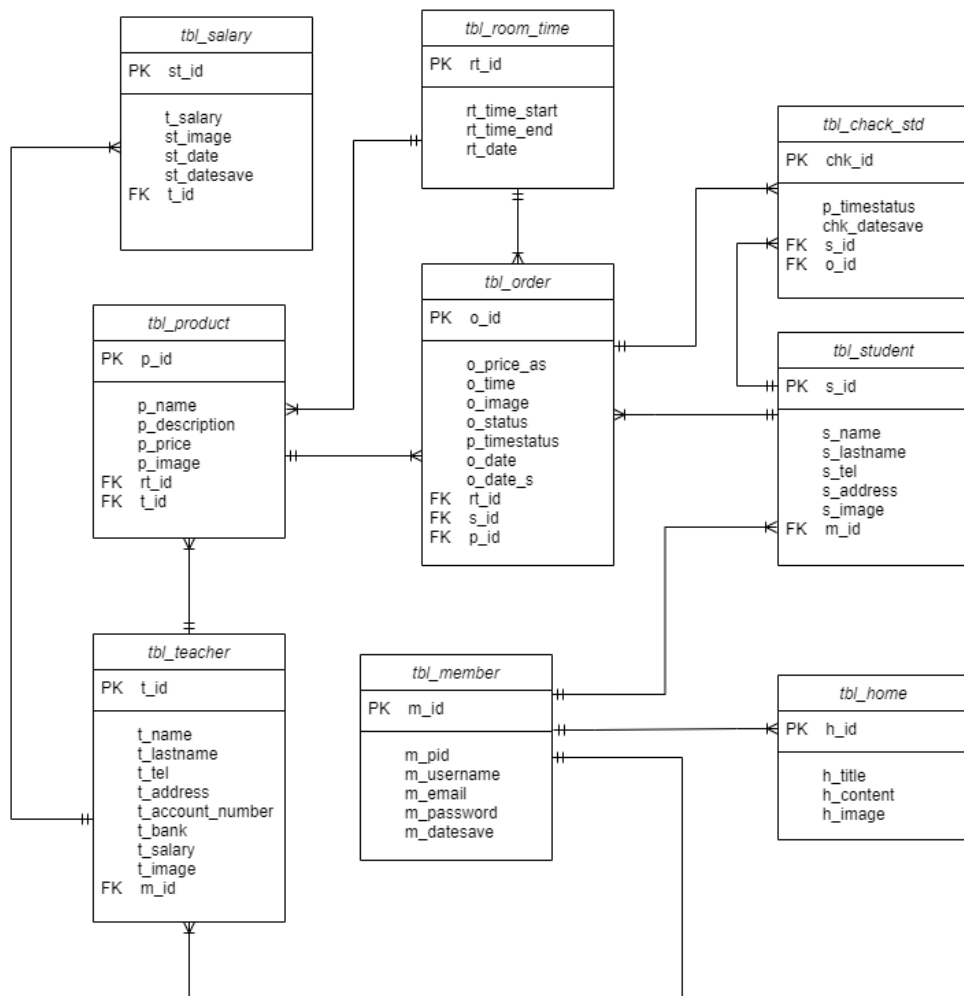 tbl_salary
PK st_id
t_salary
st_image
st_date
st_datesave
FK t_id
tbl_room_time
PK rt_id
rt_time_start
rt_time_end
rt_date
tbl_chack_std
PK chk_id
p_timestatus
chk_datesave
FK s_id
FK o_id
tbl_product
PK p_id
p_name
p_description
p_price
p_image
FK rt_id
FK t_id
tbl_order
PK o_id
o_price_as
o_time
o_image
o_status
p_timestatus
o_date
o_date_s
FK rt_id
FK s_id
FK p_id
tbl_student
PK s_id
s_name
s_lastname
s_tel
s_address
s_image
FK m_id
tbl_teacher
PK t_id
t_name
t_lastname
t_tel
t_address
t_account_number
t_bank
t_salary
t_image
FK m_id
tbl_member
PK m_id
m_pid
m_username
m_email
m_password
m_datesave
tbl_home
PK h_id
h_title
h_content
h_image